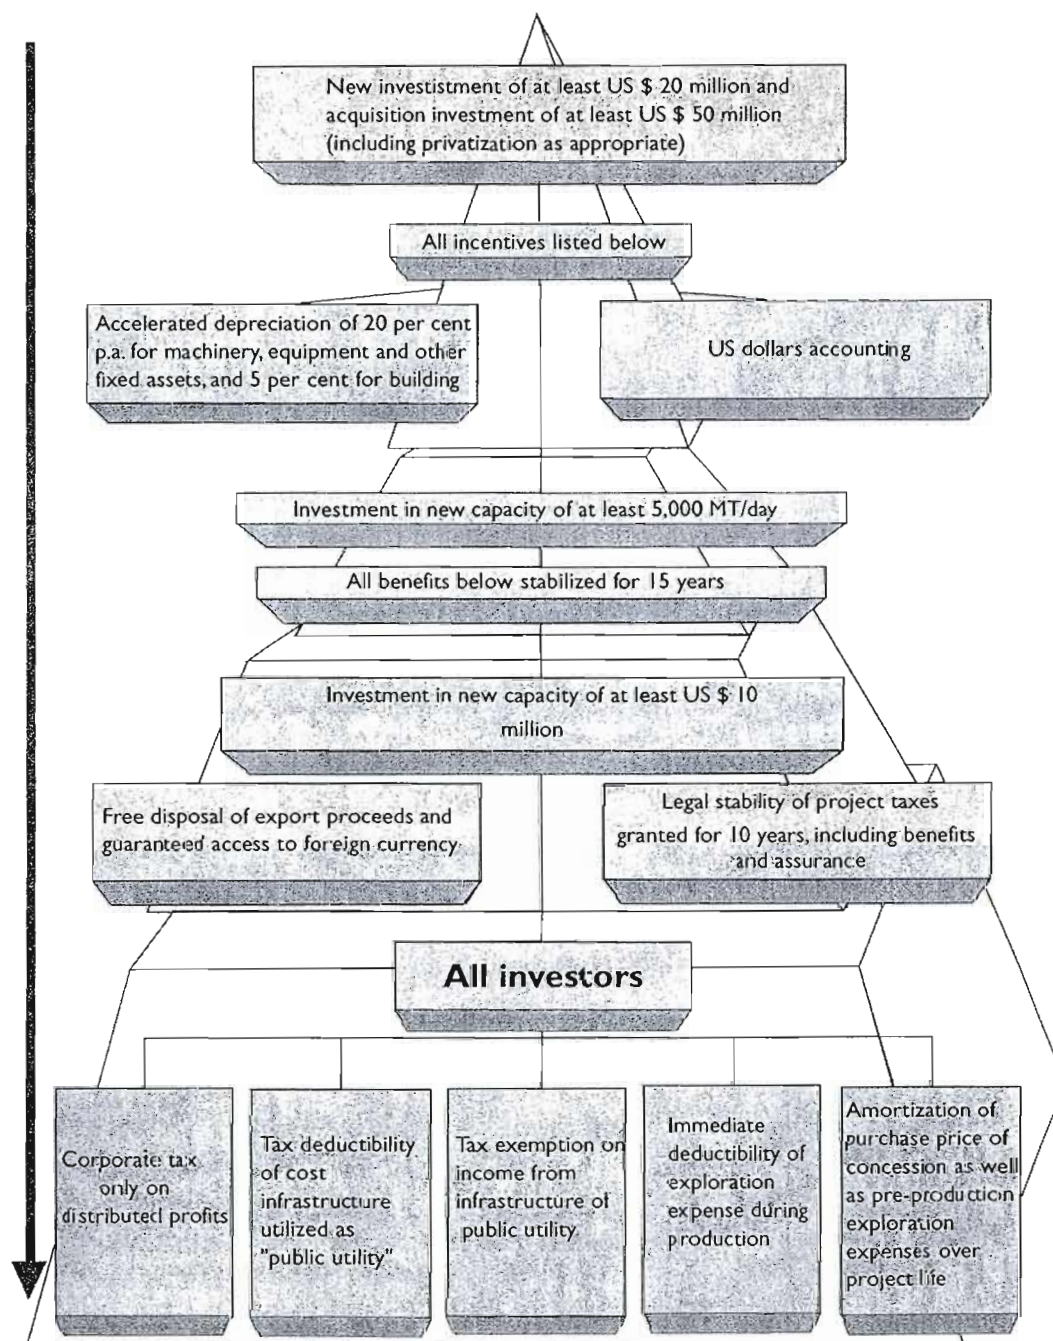 New investistment of at least US $ 20 million and
acquisition investment of at least US $ 50 million
(including privatization as appropriate)
All incentives listed below
Accelerated depreciation of 20 per cent
p.a. for machinery, equipment and other
fixed assets, and 5 per cent for building
US dollars accounting
Investment in new capacity of at least 5,000 MT/day
All benefits below stabilized for 15 years
Investment in new capacity of at least US $ 10
million
Free disposal of export proceeds and
guaranteed access to foreign currency
Legal stability of project taxes
granted for 10 years, including benefits
and assurance
All investors
Corporate tax
only on
distributed profits
Tax deductibility
of cost
infrastructure
utilized as
"public utility"
Tax exemption on
income from
infrastructure of
public utility
Immediate
deductibility of
exploration
expense during
production
Amortization of
purchase price of
concession as well
as pre-production
exploration
expenses over
project life